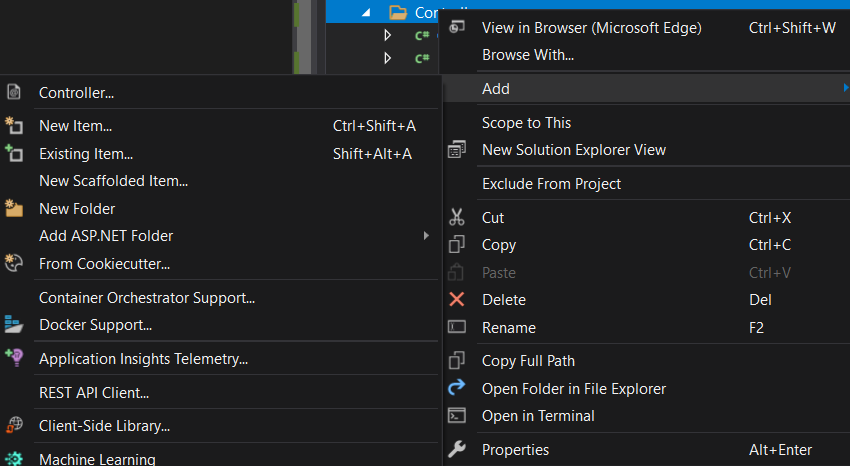 View in Browser (Microsoft Edge) Ctrl+Shift+W
Browse With...
Add
Scope to This
New Solution Explorer View
Exclude From Project
Cut Ctrl+X
Copy Ctrl+C
Paste Ctrl+V
Delete Del
Rename F2
Copy Full Path
Open Folder in File Explorer
Open in Terminal
Properties Alt+Enter
Controller...
New Item... Ctrl+Shift+A
Existing Item... Shift+Alt+A
New Scaffolded Item...
New Folder
Add ASP.NET Folder
From Cookiecutter...
Container Orchestrator Support...
Docker Support...
Application Insights Telemetry...
REST API Client...
Client-Side Library...
Machine Learning
C#
C#